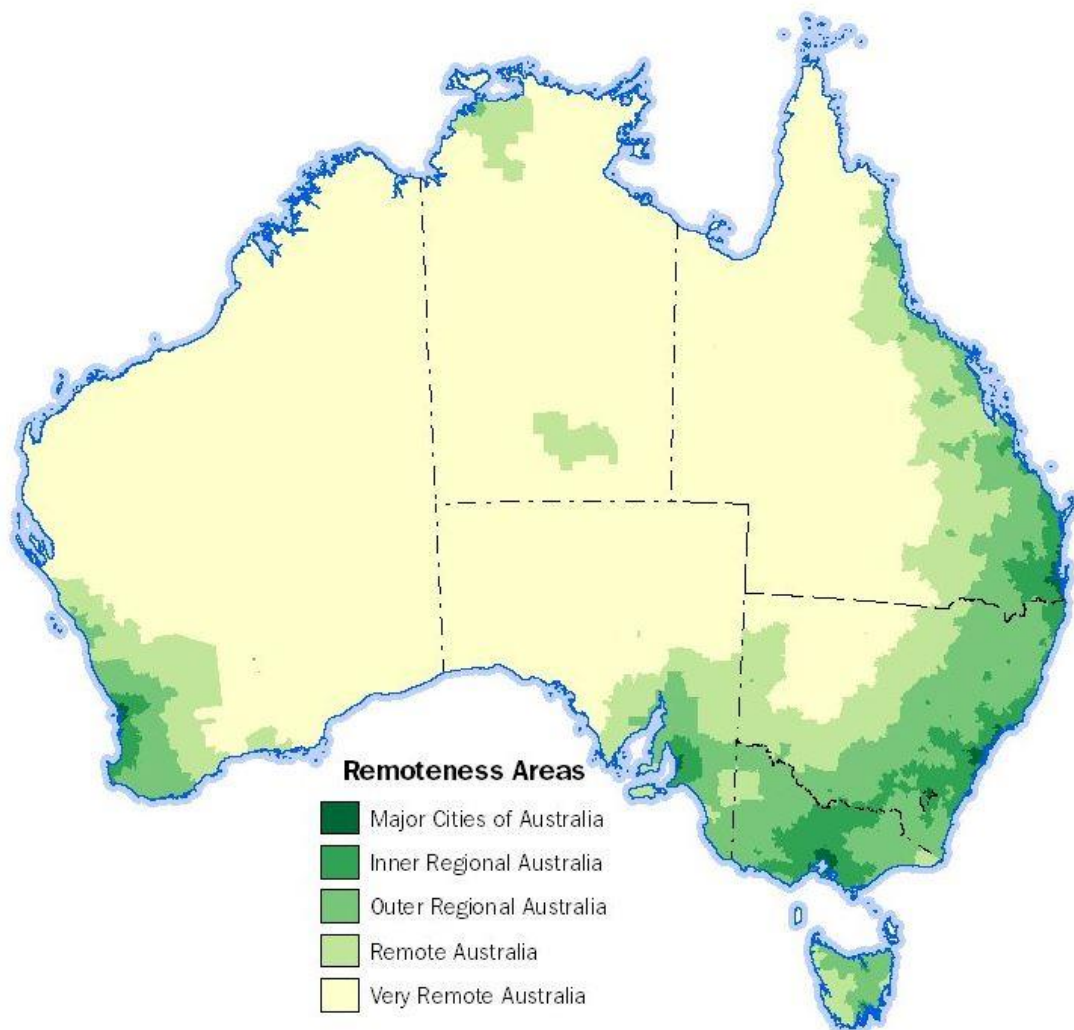 Remoteness Areas
Major Cities of Australia
Inner Regional Australia
Outer Regional Australia
Remote Australia
Very Remote Australia